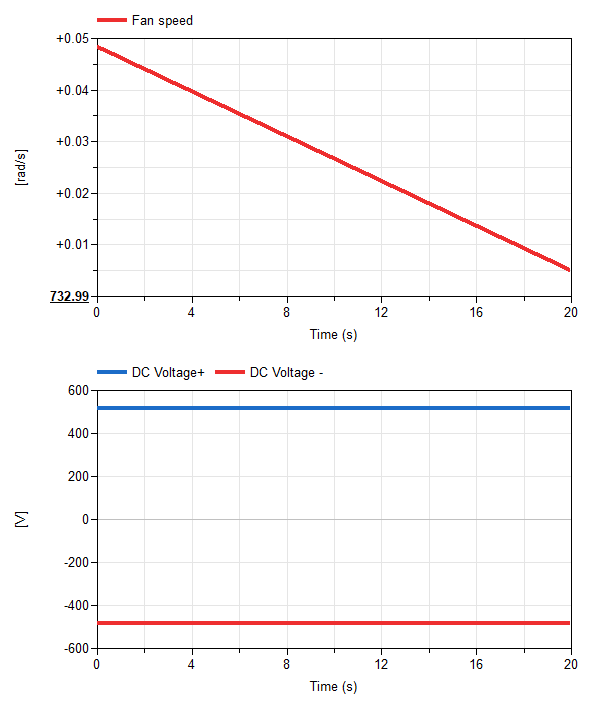 Fan speed
+0.05
+0.04
+0.03
+0.02
+0.01
732.99
[rad/s]
0 4 8 12 16 20
Time (s)
DC Voltage+ DC Voltage -
600
400
200
0
-200
-400
-600
[V]
0 4 8 12 16 20
Time (s)